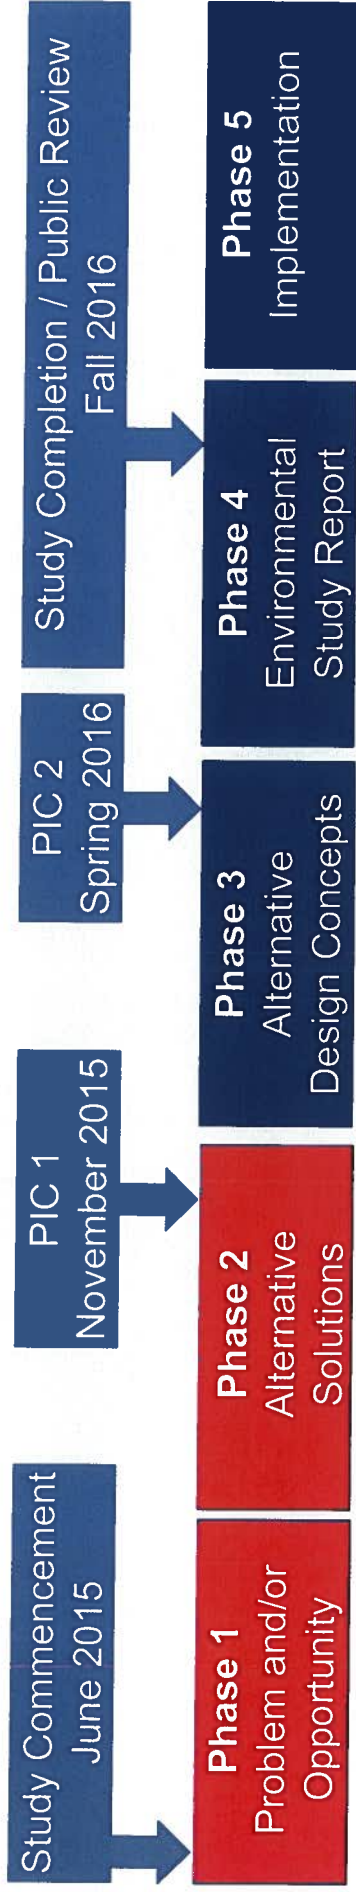 Study Commencement
June 2015
PIC 1
November 2015
PIC 2
Spring 2016
Study Completion / Public Review
Fall 2016
Phase 1
Problem and/or
Opportunity
Phase 2
Alternative
Solutions
Phase 3
Alternative
Design Concepts
Phase 4
Environmental
Study Report
Phase 5
Implementation